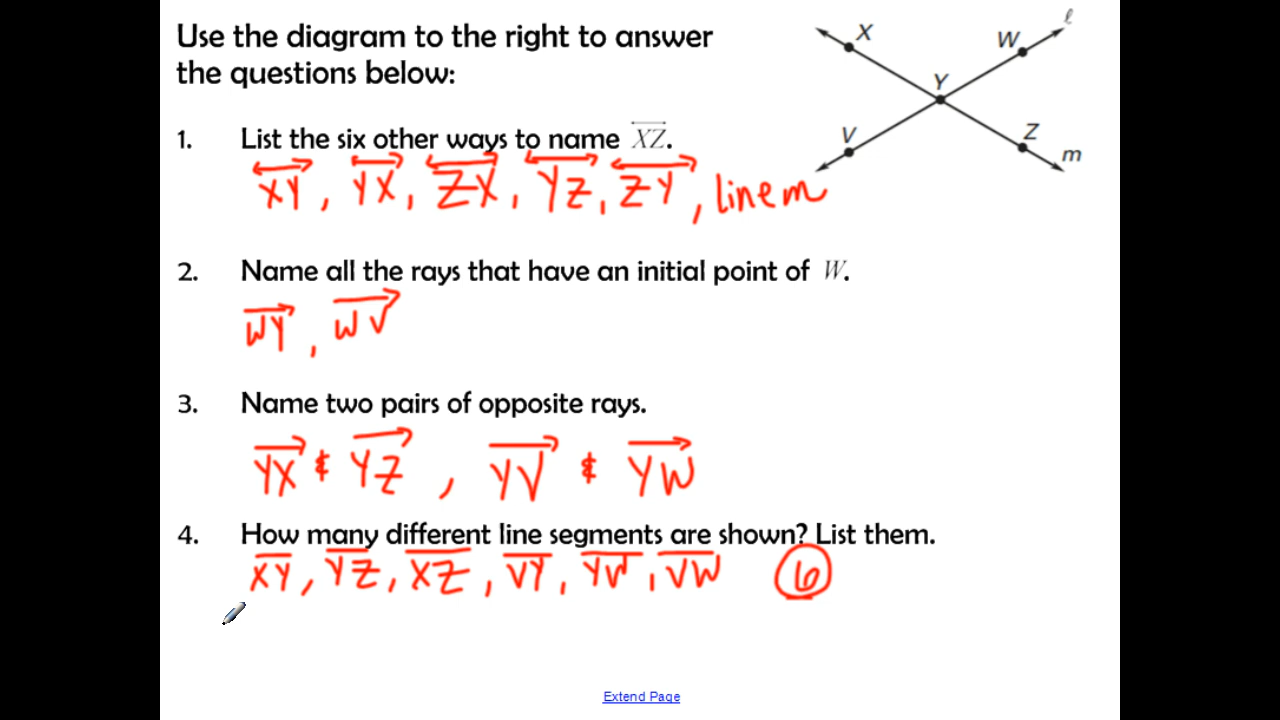 Use the diagram to the right to answer
the questions below:
X
W
ℓ
Y
V
Z
m
1. List the six other ways to name XZ.
XY, YX, ZX, YZ, ZY, line m
2. Name all the rays that have an initial point of W.
WY, WV
3. Name two pairs of opposite rays.
YX & YZ, YV & YW
4. How many different line segments are shown? List them.
XY, YZ, XZ, VY, YW, VW 6
Extend Page